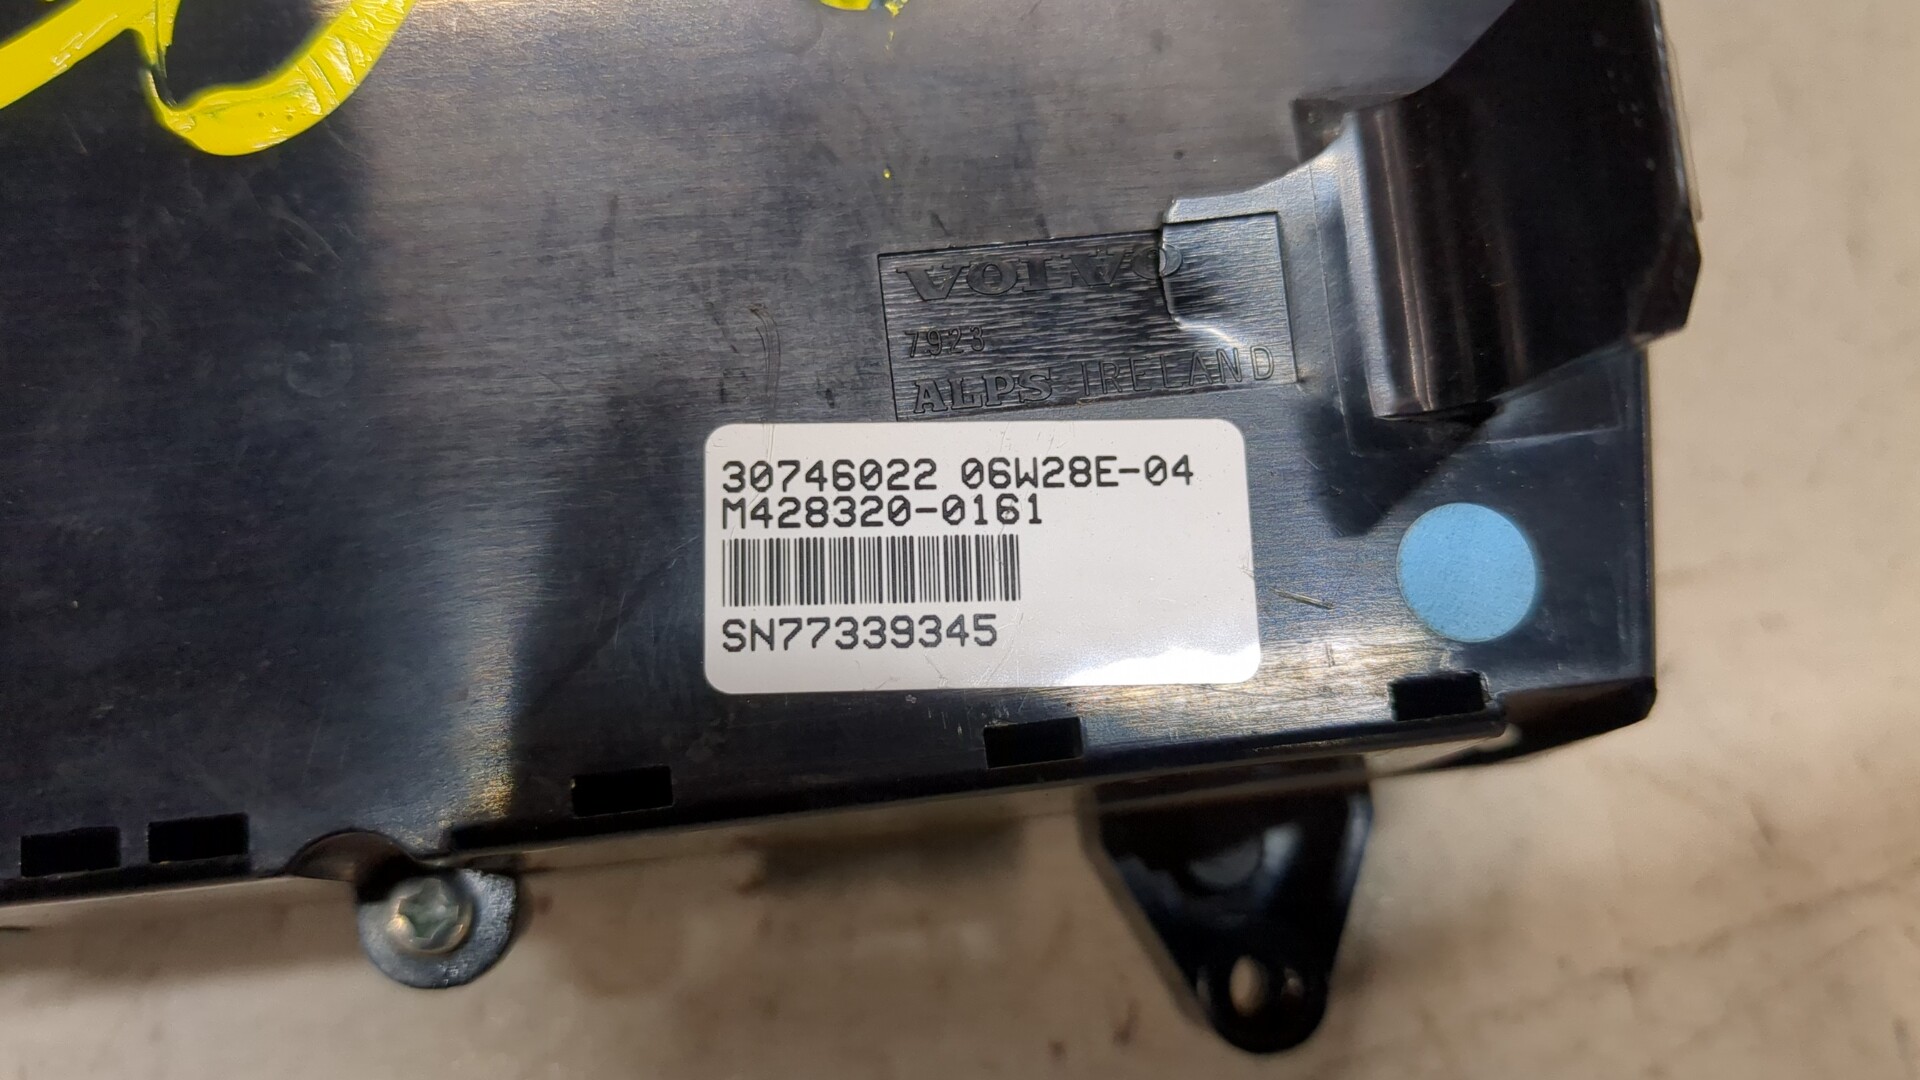 VOLVO
7923
ALPS IRELAND
30746022 06W28E-04
M428320-0161
SN77339345